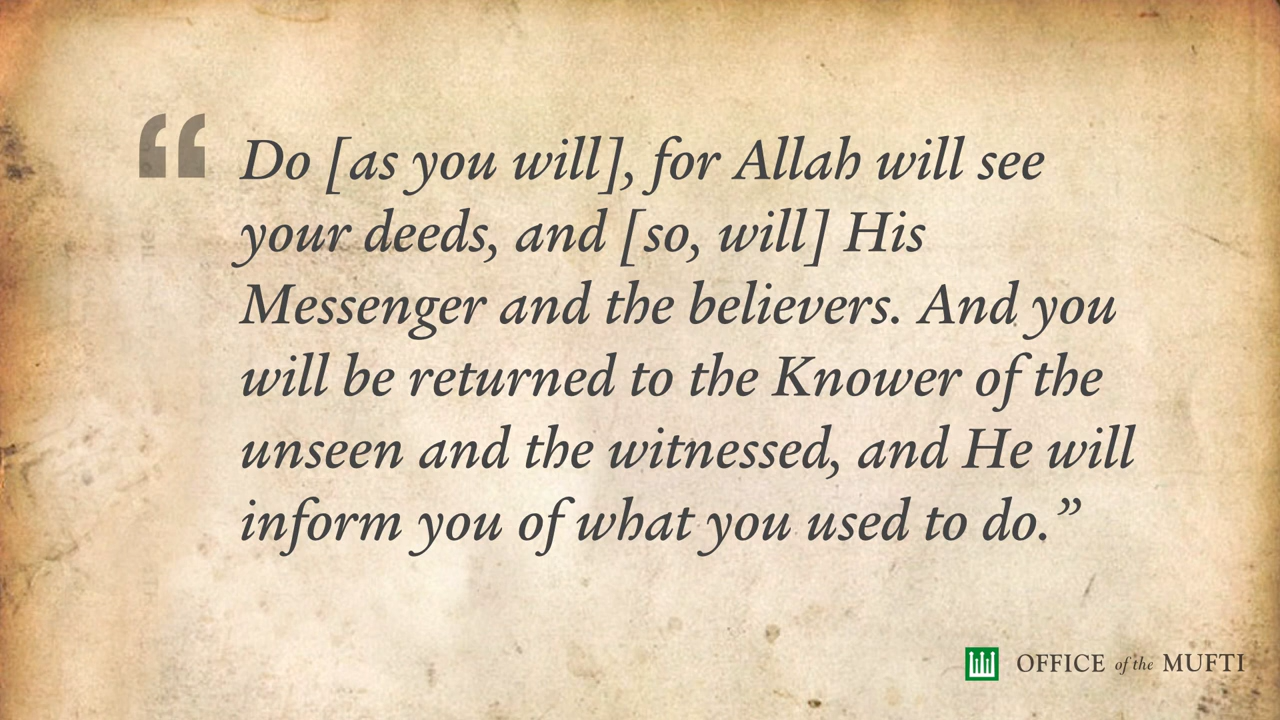 “Do [as you will], for Allah will see
your deeds, and [so, will] His
Messenger and the believers. And you
will be returned to the Knower of the
unseen and the witnessed, and He will
inform you of what you used to do.”
OFFICE of the MUFTI